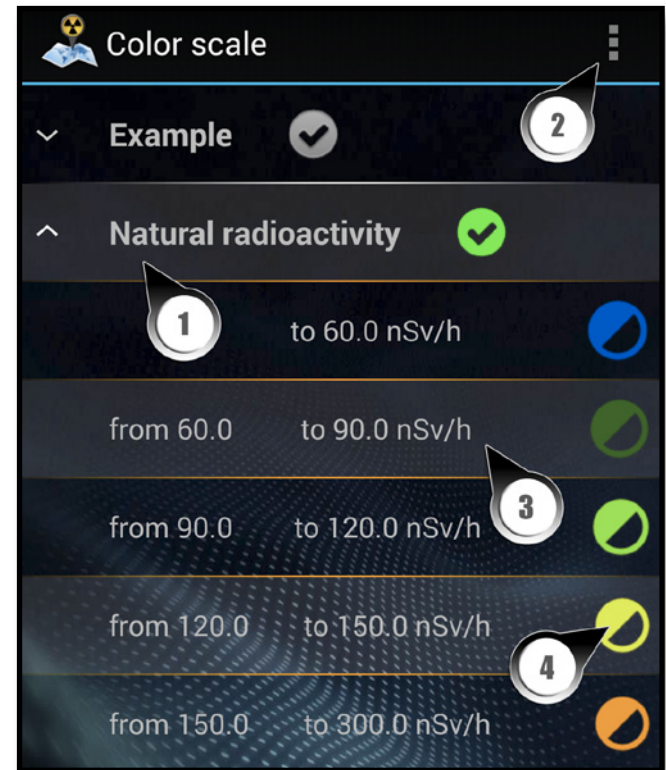 Color scale
2
Example
Natural radioactivity
1
to 60.0 nSv/h
from 60.0 to 90.0 nSv/h
3
from 90.0 to 120.0 nSv/h
from 120.0 to 150.0 nSv/h
4
from 150.0 to 300.0 nSv/h